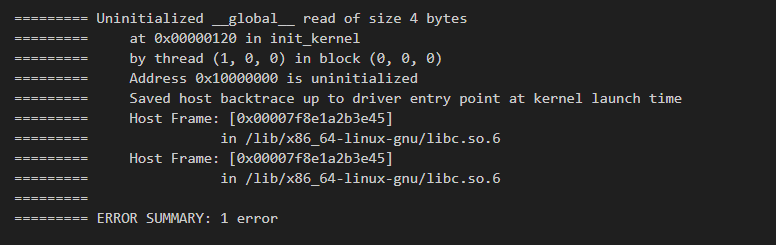 ========= Uninitialized __global__ read of size 4 bytes
=========     at 0x00000120 in init_kernel
=========     by thread (1, 0, 0) in block (0, 0, 0)
=========     Address 0x10000000 is uninitialized
=========     Saved host backtrace up to driver entry point at kernel launch time
=========     Host Frame: [0x00007f8e1a2b3e45]
=========                 in /lib/x86_64-linux-gnu/libc.so.6
=========     Host Frame: [0x00007f8e1a2b3e45]
=========                 in /lib/x86_64-linux-gnu/libc.so.6
=========
========= ERROR SUMMARY: 1 error